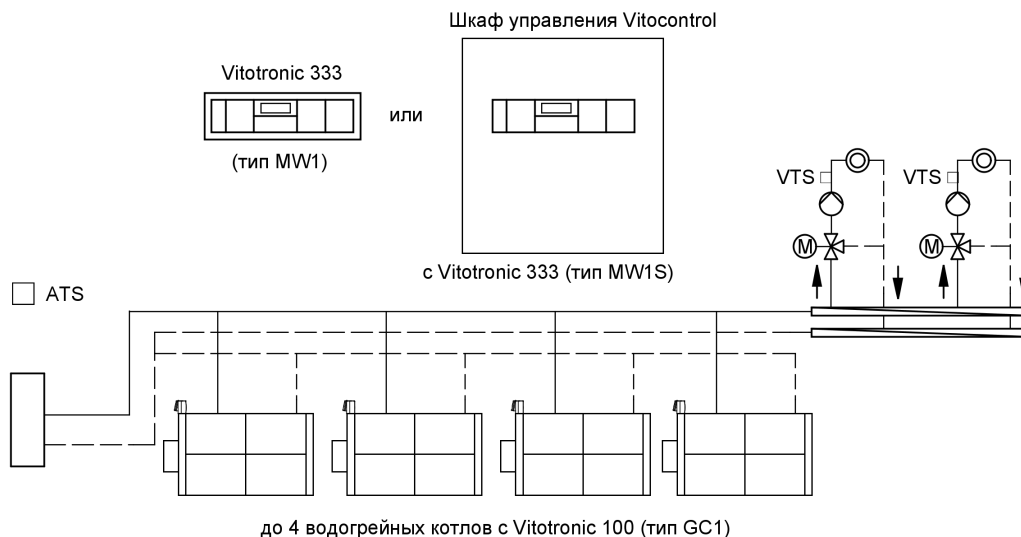 Шкаф управления Vitocontrol
Vitotronic 333
или
(тип MW1)
с Vitotronic 333 (тип MW1S)
VTS
VTS
M
M
ATS
до 4 водогрейных котлов с Vitotronic 100 (тип GC1)